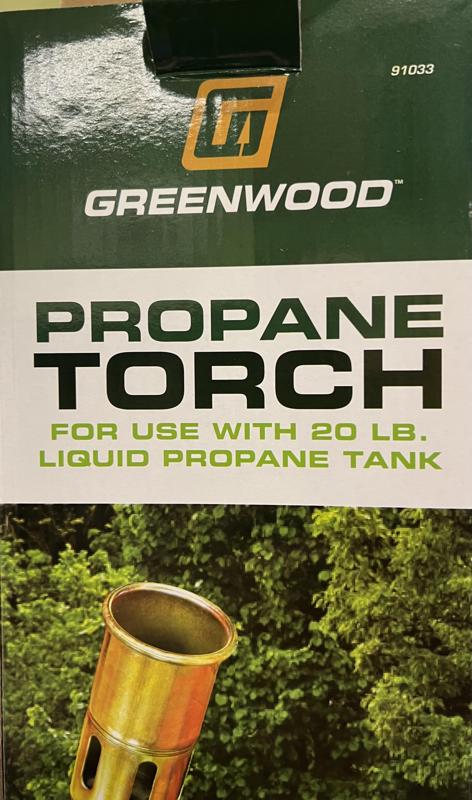 91033
GREENWOOD™
PROPANE
TORCH
FOR USE WITH 20 LB.
LIQUID PROPANE TANK